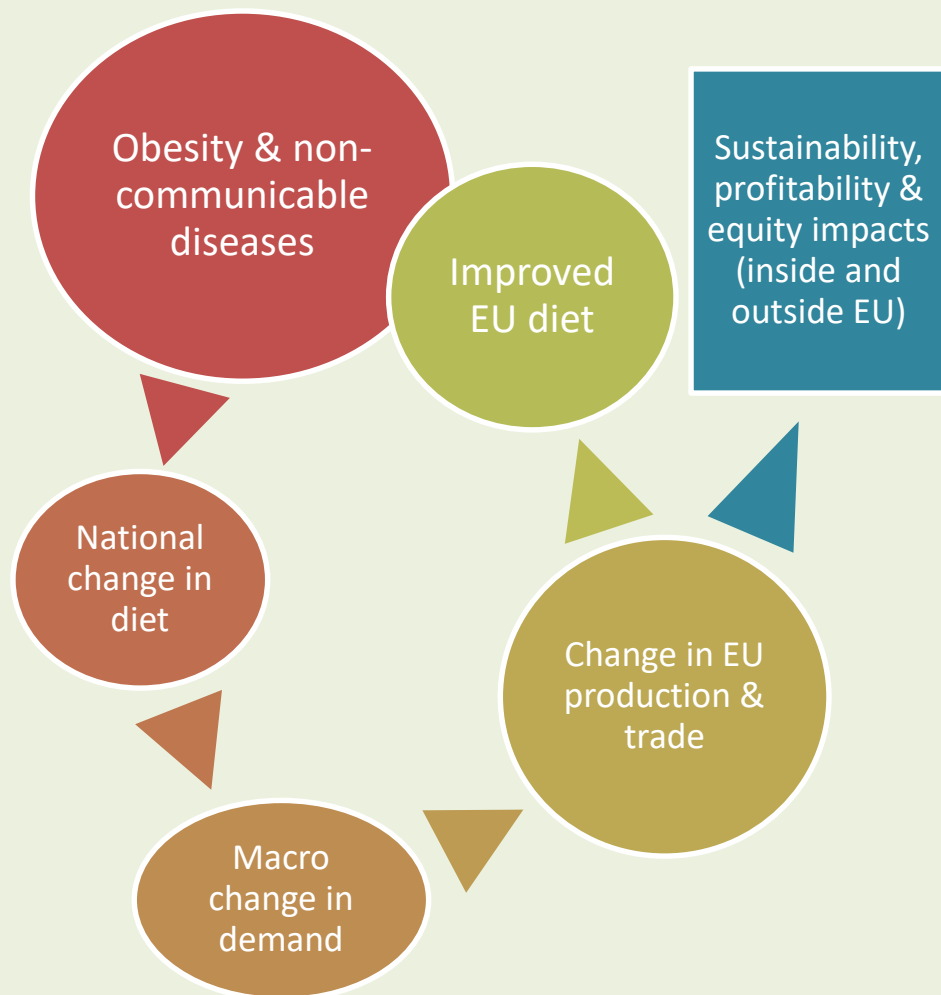 Obesity & non-
communicable
diseases
Improved
EU diet
Sustainability,
profitability &
equity impacts
(inside and
outside EU)
National
change in
diet
Change in EU
production &
trade
Macro
change in
demand